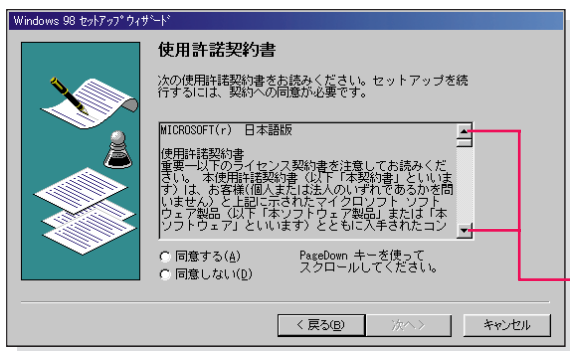 Windows 98 ｾｯﾄｱｯﾌﾟ ｳｨｻﾞｰﾄﾞ
使用許諾契約書
次の使用許諾契約書をお読みください。セットアップを続
行するには、契約への同意が必要です。
MICROSOFT(r) 日本語版
使用許諾契約書
重要－以下のライセンス契約書を注意してお読みくだ
さい。 本使用許諾契約書（以下「本契約書」といいま
す）は、お客様(個人または法人のいずれであるかを問
いません）と上記に示されたマイクロソフト ソフト
ウェア製品（以下「本ソフトウェア製品」または「本
ソフトウェア」といいます）とともに入手されたコン
同意する(A)
同意しない(D)
PageDown キーを使って
スクロールしてください。
< 戻る(B)
次へ >
キャンセル